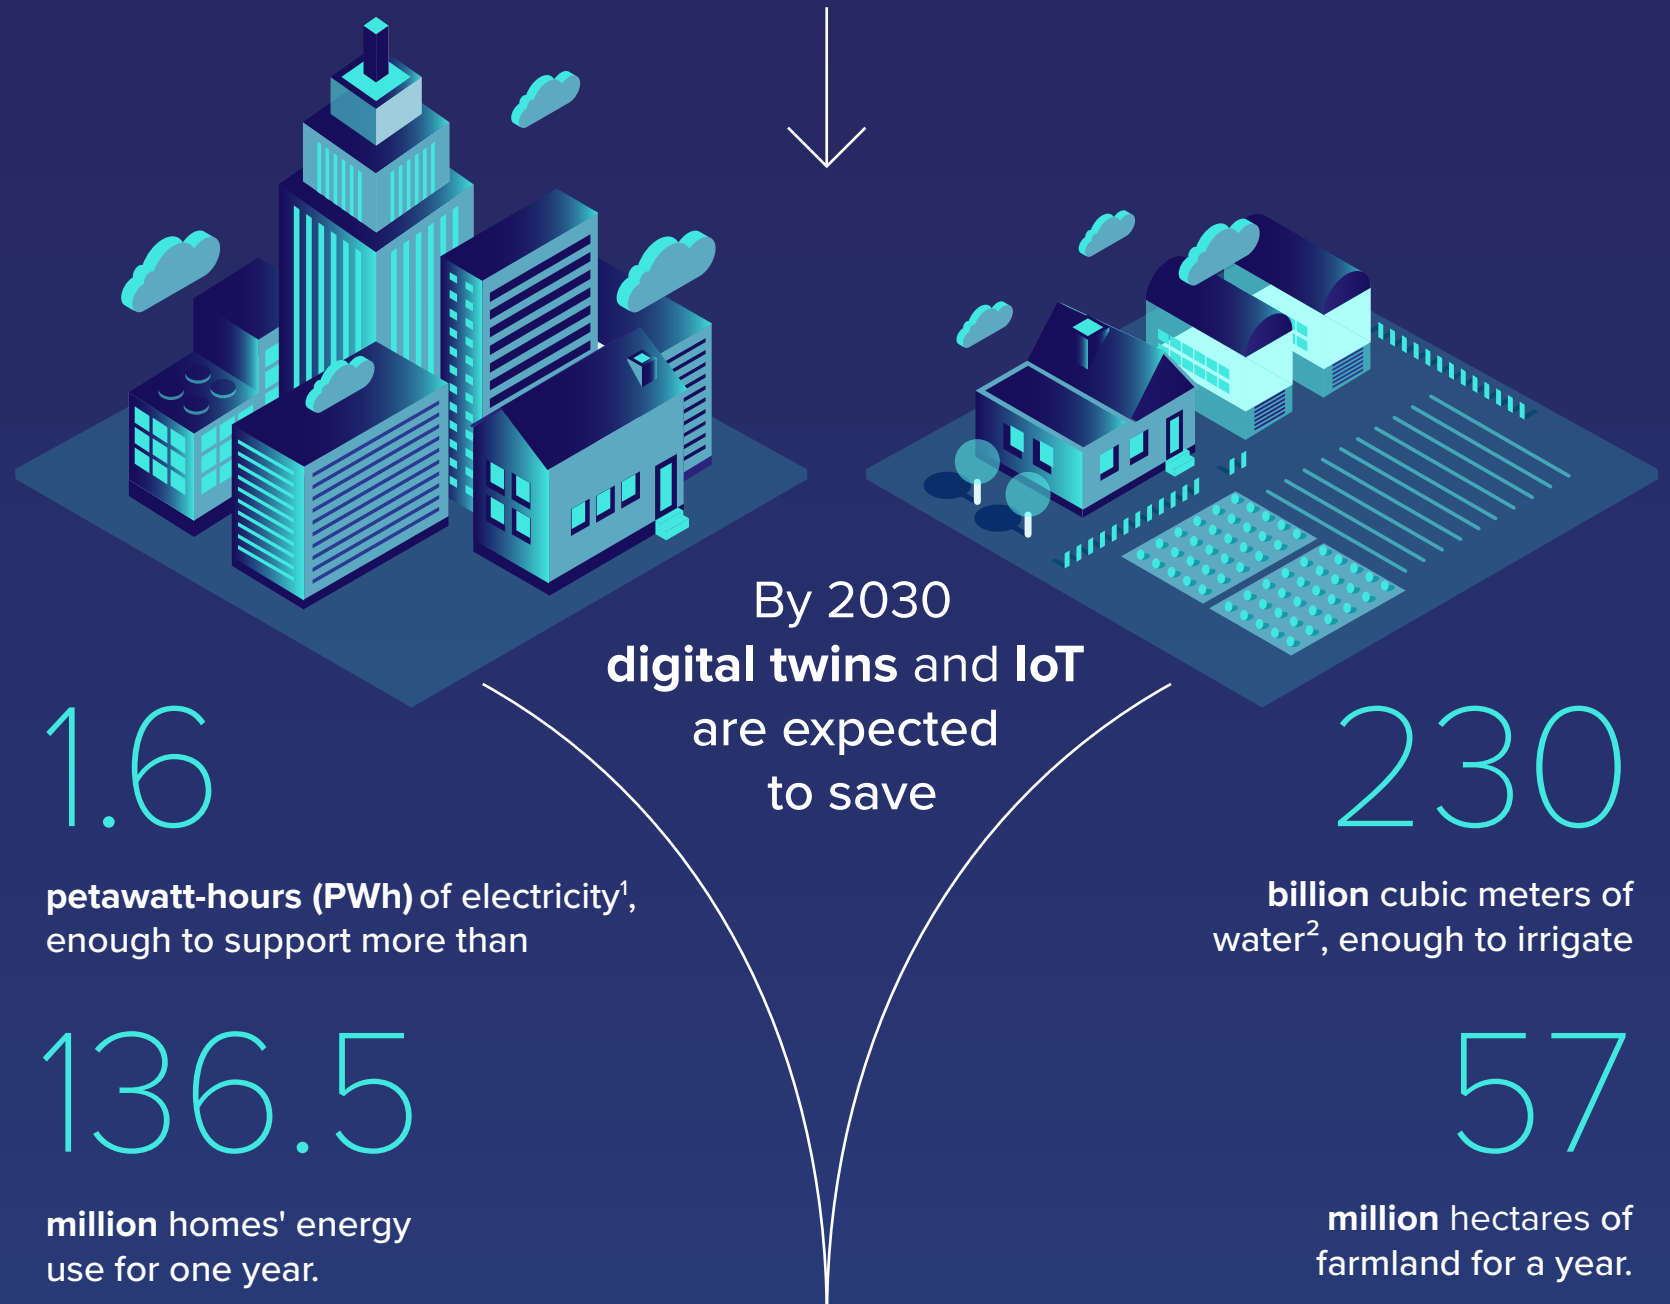 By 2030
digital twins and IoT
are expected
to save
1.6
petawatt-hours (PWh) of electricity¹,
enough to support more than
136.5
million homes' energy
use for one year.
230
billion cubic meters of
water², enough to irrigate
57
million hectares of
farmland for a year.